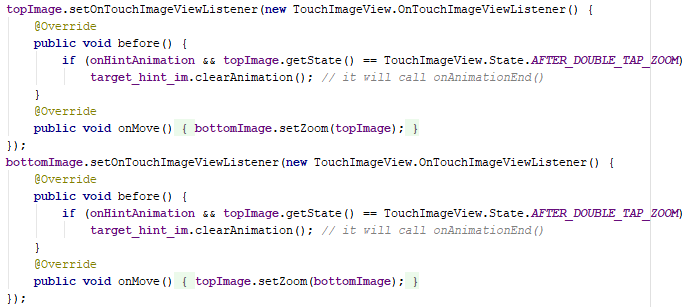 topImage.setOnTouchImageViewListener(new TouchImageView.OnTouchImageViewListener() {
    @Override
    public void before() {
        if (onHintAnimation && topImage.getState() == TouchImageView.State.AFTER_DOUBLE_TAP_ZOOM)
            target_hint_im.clearAnimation(); // it will call onAnimationEnd()
    }
    @Override
    public void onMove() { bottomImage.setZoom(topImage); }
});
bottomImage.setOnTouchImageViewListener(new TouchImageView.OnTouchImageViewListener() {
    @Override
    public void before() {
        if (onHintAnimation && topImage.getState() == TouchImageView.State.AFTER_DOUBLE_TAP_ZOOM)
            target_hint_im.clearAnimation(); // it will call onAnimationEnd()
    }
    @Override
    public void onMove() { topImage.setZoom(bottomImage); }
});